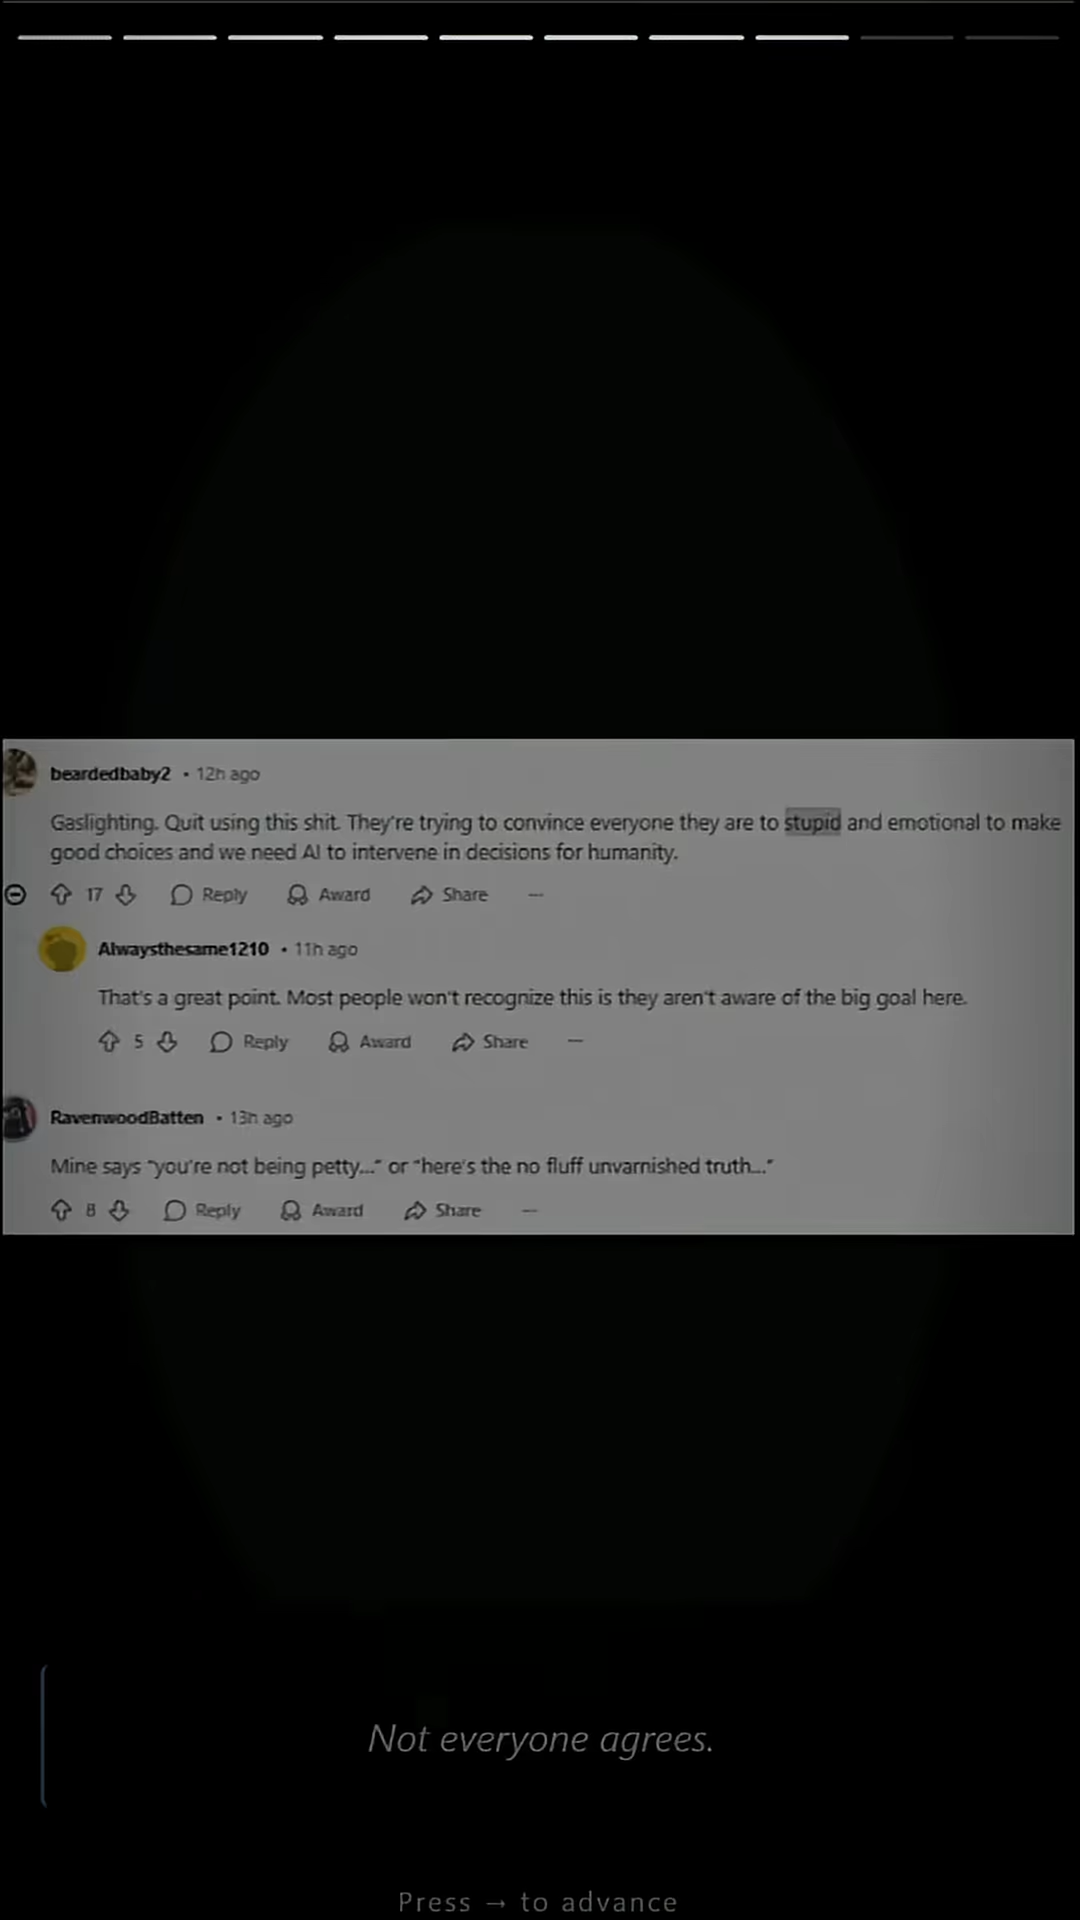 beardedbaby2 • 12h ago
Gaslighting. Quit using this shit. They're trying to convince everyone they are to stupid and emotional to make
good choices and we need AI to intervene in decisions for humanity.
17 Reply Award Share ...
Alwaysthesame1210 • 11h ago
That's a great point. Most people won't recognize this is they aren't aware of the big goal here.
5 Reply Award Share ...
RavenwoodBatten • 13h ago
Mine says "you're not being petty..." or "here's the no fluff unvarnished truth..."
8 Reply Award Share ...
Not everyone agrees.
Press → to advance